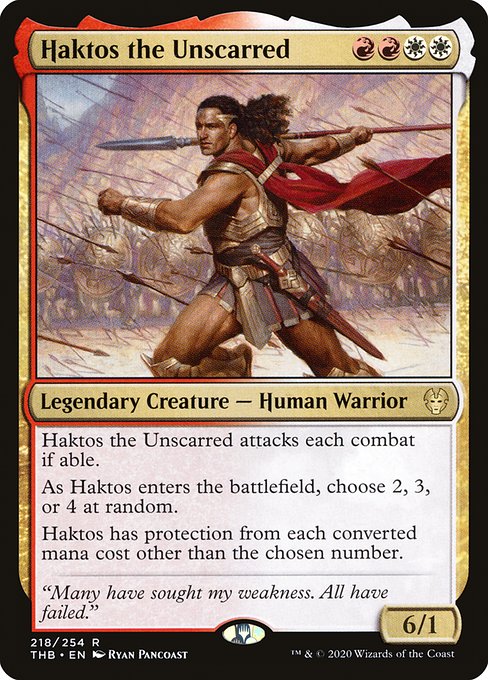 Haktos the Unscarred
Legendary Creature — Human Warrior
Haktos the Unscarred attacks each combat
if able.
As Haktos enters the battlefield, choose 2, 3,
or 4 at random.
Haktos has protection from each converted
mana cost other than the chosen number.
“Many have sought my weakness. All have
failed.”
6/1
218/254 R
THB • EN Ryan Pancoast
™ & © 2020 Wizards of the Coast